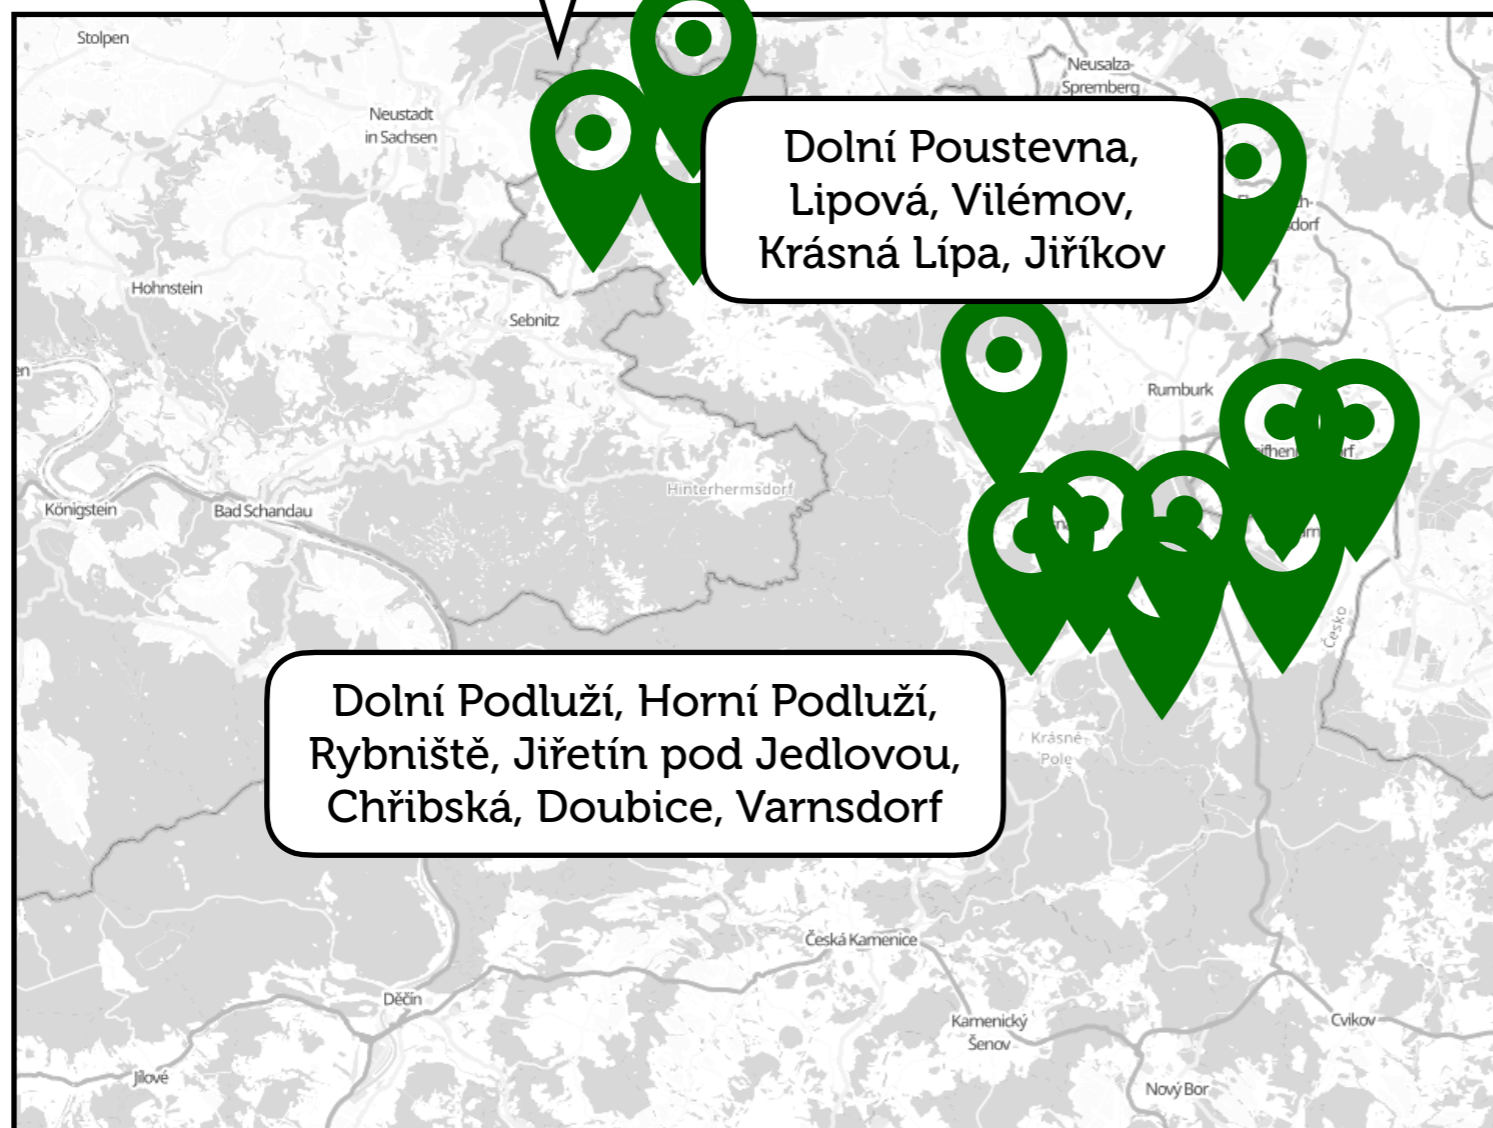 Stolpen
Neusalza-
Spremberg
Neustadt
in Sachsen
Dolní Poustevna,
Lipová, Vilémov,
Krásná Lípa, Jiříkov
Hohnstein
Sebnitz
Rumburk
Hinterhermsdorf
Königstein
Bad Schandau
Česko
Dolní Podluží, Horní Podluží,
Rybniště, Jiřetín pod Jedlovou,
Chřibská, Doubice, Varnsdorf
Krásné
Pole
Česká Kamenice
Děčín
Kamenický
Šenov
Cvikov
Jílové
Nový Bor